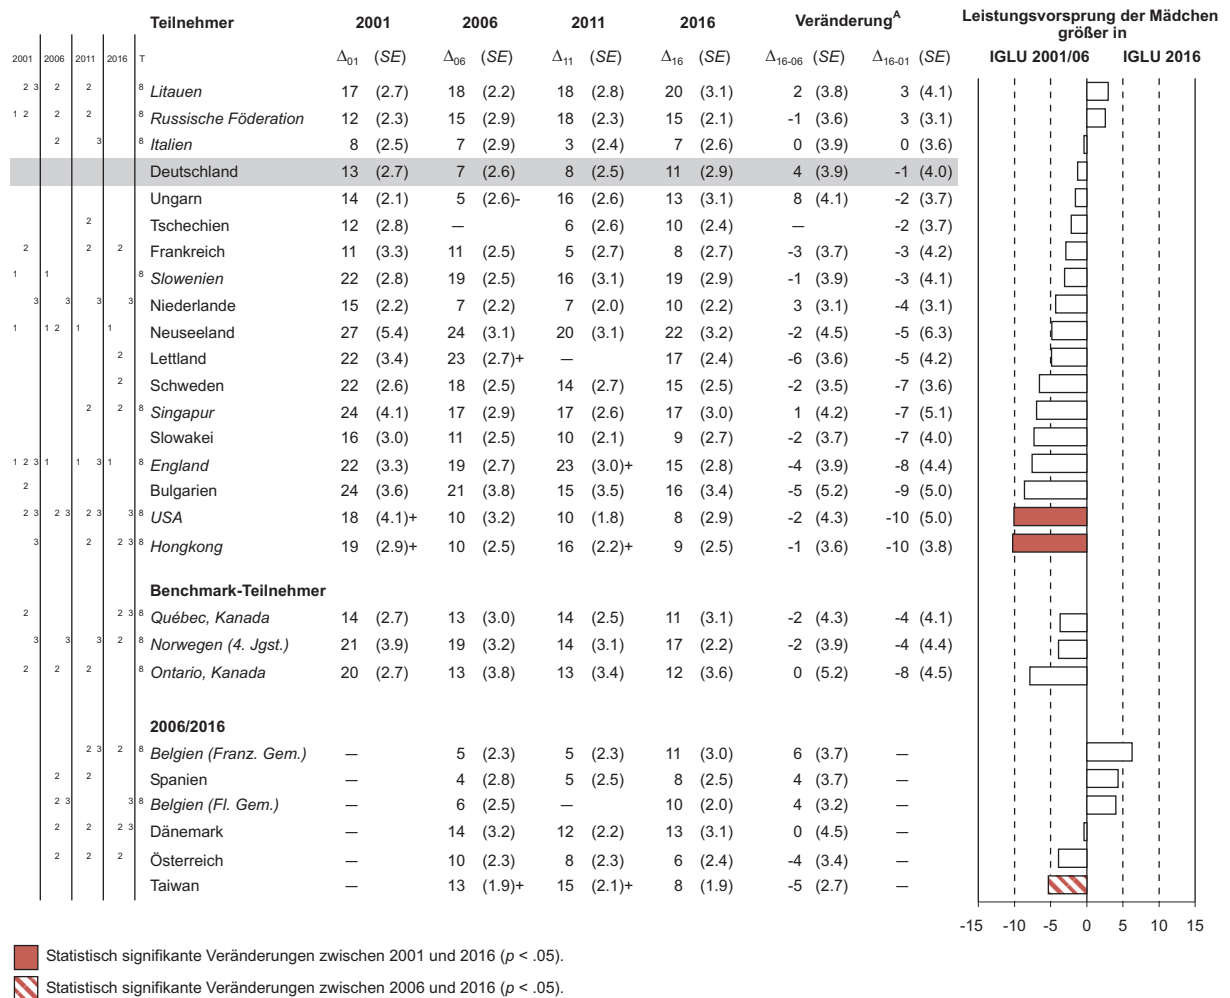 Teilnehmer 2001 2006 2011 2016 Veränderung^A Leistungsvorsprung der Mädchen größer in
2001 2006 2011 2016 T Δ01 (SE) Δ06 (SE) Δ11 (SE) Δ16 (SE) Δ16-06 (SE) Δ16-01 (SE) IGLU 2001/06 IGLU 2016
2 3 2 2 8 Litauen 17 (2.7) 18 (2.2) 18 (2.8) 20 (3.1) 2 (3.8) 3 (4.1)
1 2 2 2 8 Russische Föderation 12 (2.3) 15 (2.9) 18 (2.3) 15 (2.1) -1 (3.6) 3 (3.1)
2 3 8 Italien 8 (2.5) 7 (2.9) 3 (2.4) 7 (2.6) 0 (3.9) 0 (3.6)
Deutschland 13 (2.7) 7 (2.6) 8 (2.5) 11 (2.9) 4 (3.9) -1 (4.0)
Ungarn 14 (2.1) 5 (2.6)- 16 (2.6) 13 (3.1) 8 (4.1) -2 (3.7)
2 Tschechien 12 (2.8) — 6 (2.6) 10 (2.4) — -2 (3.7)
2 2 2 Frankreich 11 (3.3) 11 (2.5) 5 (2.7) 8 (2.7) -3 (3.7) -3 (4.2)
1 1 8 Slowenien 22 (2.8) 19 (2.5) 16 (3.1) 19 (2.9) -1 (3.9) -3 (4.1)
3 3 3 3 Niederlande 15 (2.2) 7 (2.2) 7 (2.0) 10 (2.2) 3 (3.1) -4 (3.1)
1 1 2 1 1 Neuseeland 27 (5.4) 24 (3.1) 20 (3.1) 22 (3.2) -2 (4.5) -5 (6.3)
2 Lettland 22 (3.4) 23 (2.7)+ — 17 (2.4) -6 (3.6) -5 (4.2)
2 Schweden 22 (2.6) 18 (2.5) 14 (2.7) 15 (2.5) -2 (3.5) -7 (3.6)
2 2 8 Singapur 24 (4.1) 17 (2.9) 17 (2.6) 17 (3.0) 1 (4.2) -7 (5.1)
Slowakei 16 (3.0) 11 (2.5) 10 (2.1) 9 (2.7) -2 (3.7) -7 (4.0)
1 2 3 1 1 3 1 8 England 22 (3.3) 19 (2.7) 23 (3.0)+ 15 (2.8) -4 (3.9) -8 (4.4)
2 Bulgarien 24 (3.6) 21 (3.8) 15 (3.5) 16 (3.4) -5 (5.2) -9 (5.0)
2 3 2 3 2 3 3 8 USA 18 (4.1)+ 10 (3.2) 10 (1.8) 8 (2.9) -2 (4.3) -10 (5.0)
3 2 2 3 8 Hongkong 19 (2.9)+ 10 (2.5) 16 (2.2)+ 9 (2.5) -1 (3.6) -10 (3.8)
Benchmark-Teilnehmer
2 2 3 8 Québec, Kanada 14 (2.7) 13 (3.0) 14 (2.5) 11 (3.1) -2 (4.3) -4 (4.1)
3 3 3 2 8 Norwegen (4. Jgst.) 21 (3.9) 19 (3.2) 14 (3.1) 17 (2.2) -2 (3.9) -4 (4.4)
2 2 2 8 Ontario, Kanada 20 (2.7) 13 (3.8) 13 (3.4) 12 (3.6) 0 (5.2) -8 (4.5)
2006/2016
2 3 2 8 Belgien (Franz. Gem.) — 5 (2.3) 5 (2.3) 11 (3.0) 6 (3.7) —
2 2 Spanien — 4 (2.8) 5 (2.5) 8 (2.5) 4 (3.7) —
2 3 3 8 Belgien (Fl. Gem.) — 6 (2.5) — 10 (2.0) 4 (3.2) —
2 2 2 3 Dänemark — 14 (3.2) 12 (2.2) 13 (3.1) 0 (4.5) —
2 2 2 Österreich — 10 (2.3) 8 (2.3) 6 (2.4) -4 (3.4) —
Taiwan — 13 (1.9)+ 15 (2.1)+ 8 (1.9) -5 (2.7) —
-15 -10 -5 0 5 10 15
Statistisch signifikante Veränderungen zwischen 2001 und 2016 (p < .05).
Statistisch signifikante Veränderungen zwischen 2006 und 2016 (p < .05).